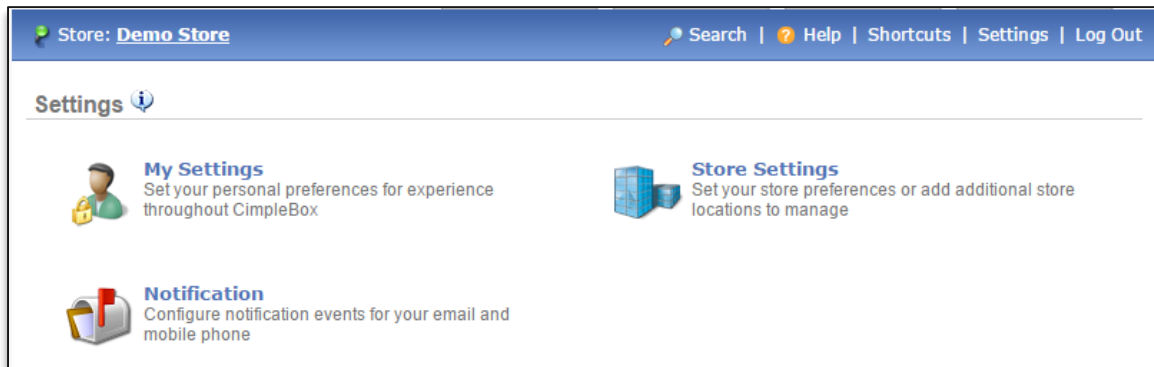 Store: Demo Store
Search | Help | Shortcuts | Settings | Log Out
Settings
My Settings
Set your personal preferences for experience
throughout CimpleBox
Store Settings
Set your store preferences or add additional store
locations to manage
Notification
Configure notification events for your email and
mobile phone